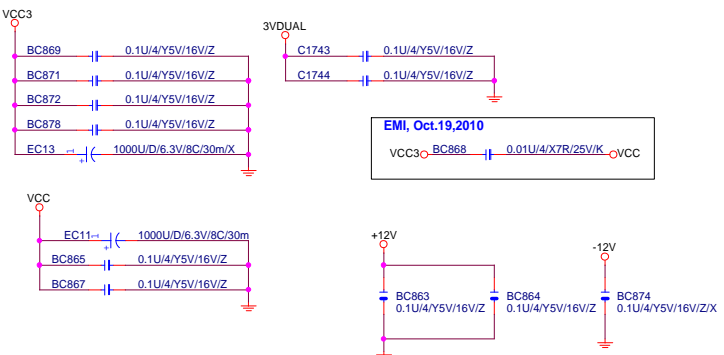 VCC3
BC869 0.1U/4/Y5V/16V/Z
BC871 0.1U/4/Y5V/16V/Z
BC872 0.1U/4/Y5V/16V/Z
BC878 0.1U/4/Y5V/16V/Z
EC13 1 + 1000U/D/6.3V/8C/30m/X
3VDUAL
C1743 0.1U/4/Y5V/16V/Z
C1744 0.1U/4/Y5V/16V/Z
EMI, Oct.19,2010
VCC3 BC868 0.01U/4/X7R/25V/K VCC
VCC
EC11 1 + 1000U/D/6.3V/8C/30m
BC865 0.1U/4/Y5V/16V/Z
BC867 0.1U/4/Y5V/16V/Z
+12V
BC863
0.1U/4/Y5V/16V/Z
BC864
0.1U/4/Y5V/16V/Z
-12V
BC874
0.1U/4/Y5V/16V/Z/X